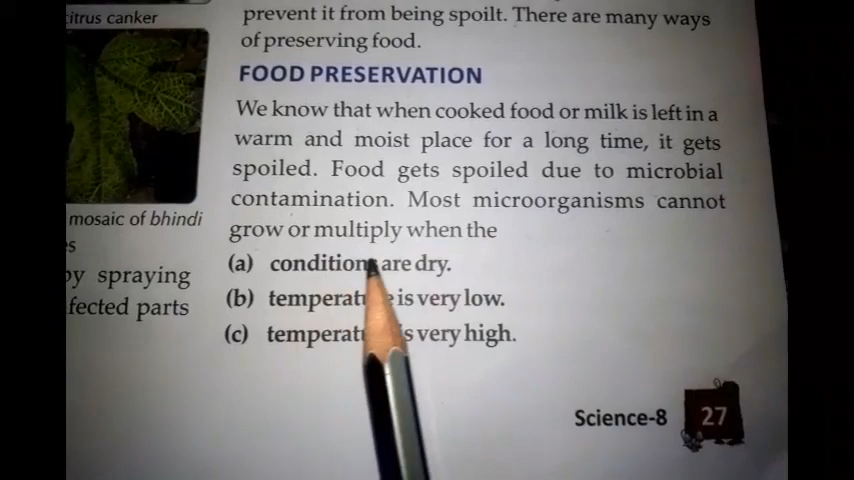 citrus canker
mosaic of bhindi
by spraying
fected parts
prevent it from being spoilt. There are many ways
of preserving food.
FOOD PRESERVATION
We know that when cooked food or milk is left in a
warm and moist place for a long time, it gets
spoiled. Food gets spoiled due to microbial
contamination. Most microorganisms cannot
grow or multiply when the
(a) conditions are dry.
(b) temperature is very low.
(c) temperature is very high.
Science-8 27